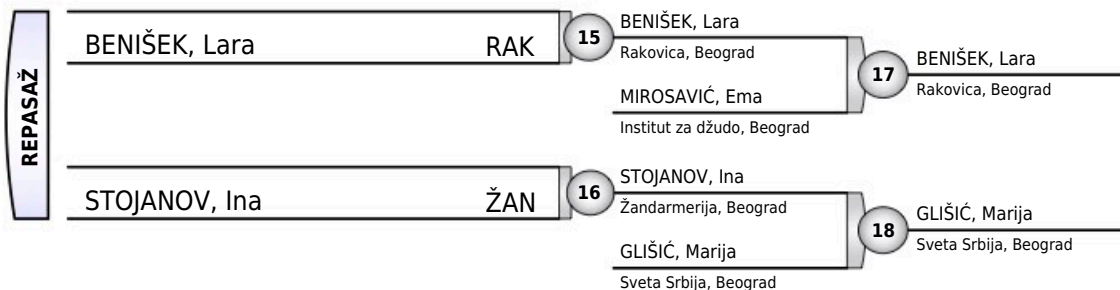 REPASAŽ
BENIŠEK, Lara RAK
15
BENIŠEK, Lara
Rakovica, Beograd
MIROSAVIĆ, Ema
Institut za džudo, Beograd
17
BENIŠEK, Lara
Rakovica, Beograd
STOJANOV, Ina ŽAN
16
STOJANOV, Ina
Žandarmerija, Beograd
GLIŠIĆ, Marija
Sveta Srbija, Beograd
18
GLIŠIĆ, Marija
Sveta Srbija, Beograd